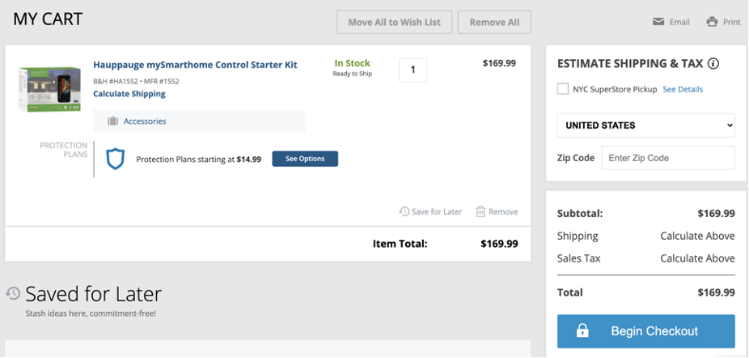 MY CART
Move All to Wish List
Remove All
Email
Print
Hauppauge mySmarthome Control Starter Kit
B&H #HA1552 • MFR #1552
Calculate Shipping
In Stock
Ready to Ship
1
$169.99
Accessories
PROTECTION
PLANS
Protection Plans starting at $14.99
See Options
Save for Later
Remove
Item Total: $169.99
Saved for Later
Stash ideas here, commitment-free!
ESTIMATE SHIPPING & TAX
NYC SuperStore Pickup See Details
UNITED STATES
Zip Code Enter Zip Code
Subtotal: $169.99
Shipping Calculate Above
Sales Tax Calculate Above
Total $169.99
Begin Checkout